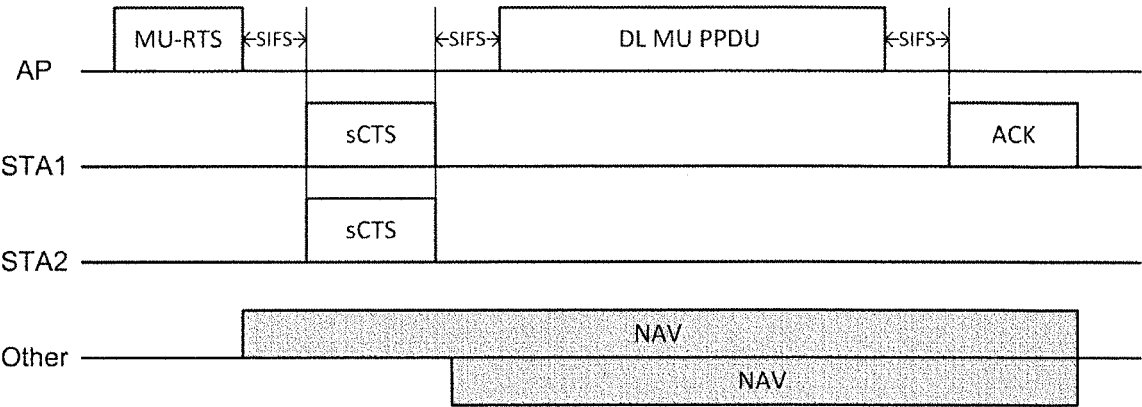 MU-RTS SIFS SIFS DL MU PPDU SIFS
AP
sCTS ACK
STA1
sCTS
STA2
NAV
Other
NAV